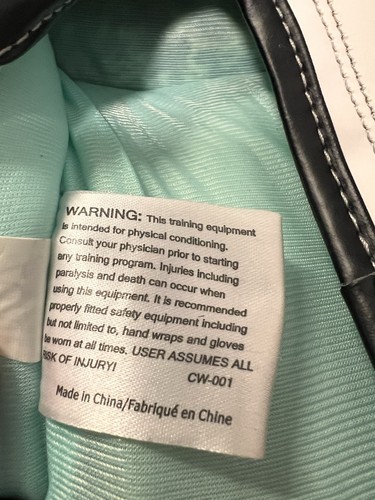 WARNING: This training equipment
is intended for physical conditioning.
Consult your physician prior to starting
any training program. Injuries including
paralysis and death can occur when
using this equipment. It is recommended
properly fitted safety equipment including
but not limited to, hand wraps and gloves
be worn at all times. USER ASSUMES ALL
RISK OF INJURY!
CW-001
Made in China/Fabriqué en Chine